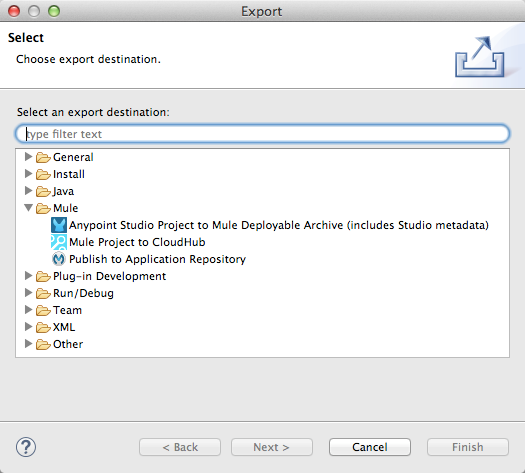 Export
Select
Choose export destination.
Select an export destination:
type filter text
General
Install
Java
Mule
Anypoint Studio Project to Mule Deployable Archive (includes Studio metadata)
Mule Project to CloudHub
Publish to Application Repository
Plug-in Development
Run/Debug
Team
XML
Other
?
< Back
Next >
Cancel
Finish